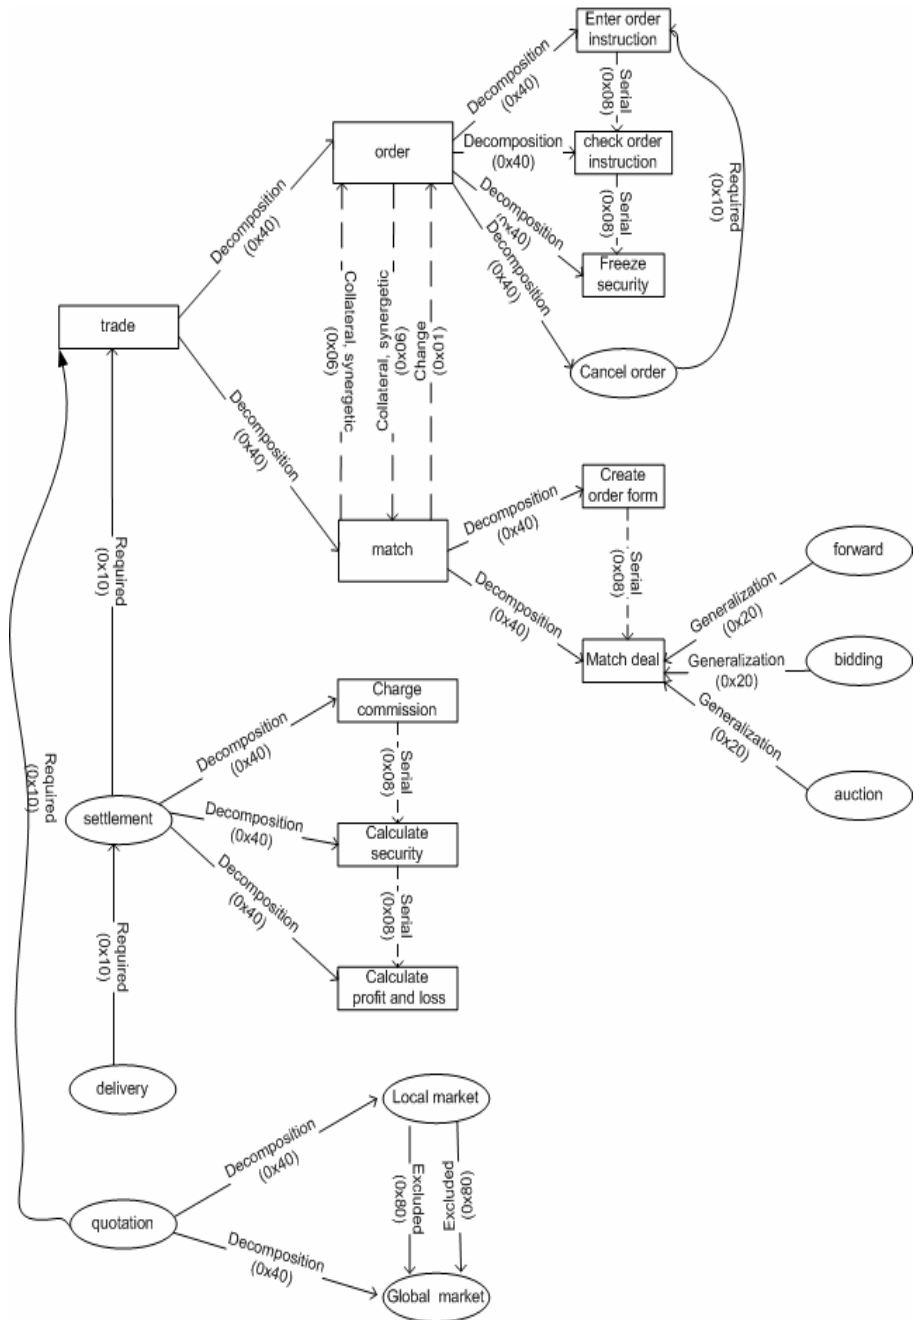 Enter order
instruction
Decomposition
(0x40)
Serial
(0x08)
Required
(0x10)
order
Decomposition
(0x40)
check order
instruction
Decomposition
(0x40)
Serial
(0x08)
Decomposition
(0x40)
Freeze
security
Decomposition
(0x40)
Cancel order
trade
Collateral, synergetic
(0x06)
Collateral, synergetic
(0x06)
Change
(0x01)
Decomposition
(0x40)
Create
order form
Decomposition
(0x40)
match
Serial
(0x08)
forward
Required
(0x10)
Decomposition
(0x40)
Generalization
(0x20)
Match deal
Generalization
(0x20)
bidding
Charge
commission
Decomposition
(0x40)
Generalization
(0x20)
Required
(0x10)
Serial
(0x08)
auction
settlement
Decomposition
(0x40)
Calculate
security
Decomposition
(0x40)
Serial
(0x08)
Required
(0x10)
Calculate
profit and loss
delivery
Local market
Decomposition
(0x40)
Excluded
(0x80)
Excluded
(0x80)
quotation
Decomposition
(0x40)
Global market